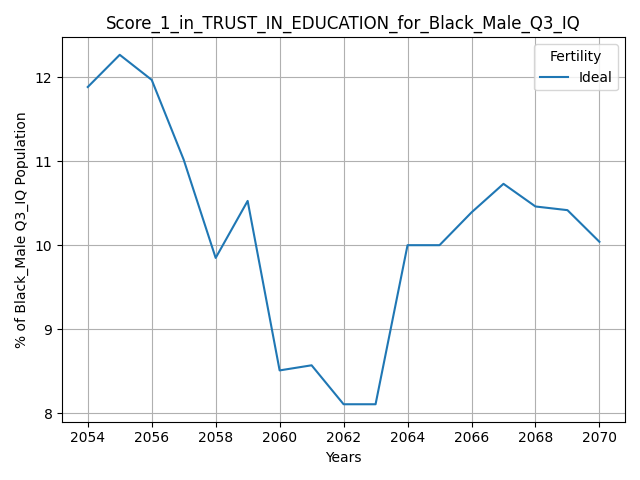 Score_1_in_TRUST_IN_EDUCATION_for_Black_Male_Q3_IQ
Fertility
Ideal
% of Black_Male Q3_IQ Population
12
11
10
9
8
2054 2056 2058 2060 2062 2064 2066 2068 2070
Years